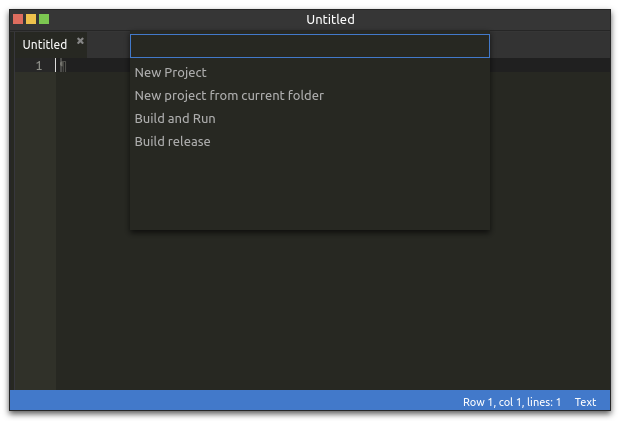 Untitled
Untitled
1 ¶
New Project
New project from current folder
Build and Run
Build release
Row 1, col 1, lines: 1 Text